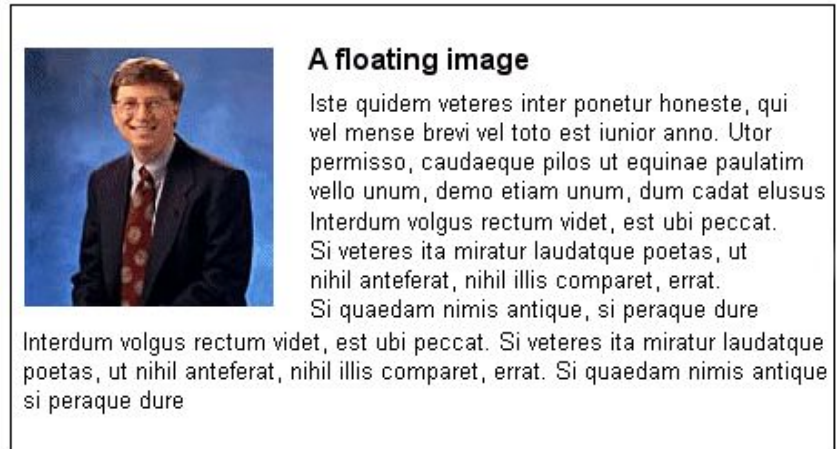 A floating image
Iste quidem veteres inter ponetur honeste, qui
vel mense brevi vel toto est iunior anno. Utor
permisso, caudaeque pilos ut equinae paulatim
vello unum, demo etiam unum, dum cadat elusus
Interdum volgus rectum videt, est ubi peccat.
Si veteres ita miratur laudatque poetas, ut
nihil anteferat, nihil illis comparet, errat.
Si quaedam nimis antique, si peraque dure
Interdum volgus rectum videt, est ubi peccat. Si veteres ita miratur laudatque
poetas, ut nihil anteferat, nihil illis comparet, errat. Si quaedam nimis antique
si peraque dure